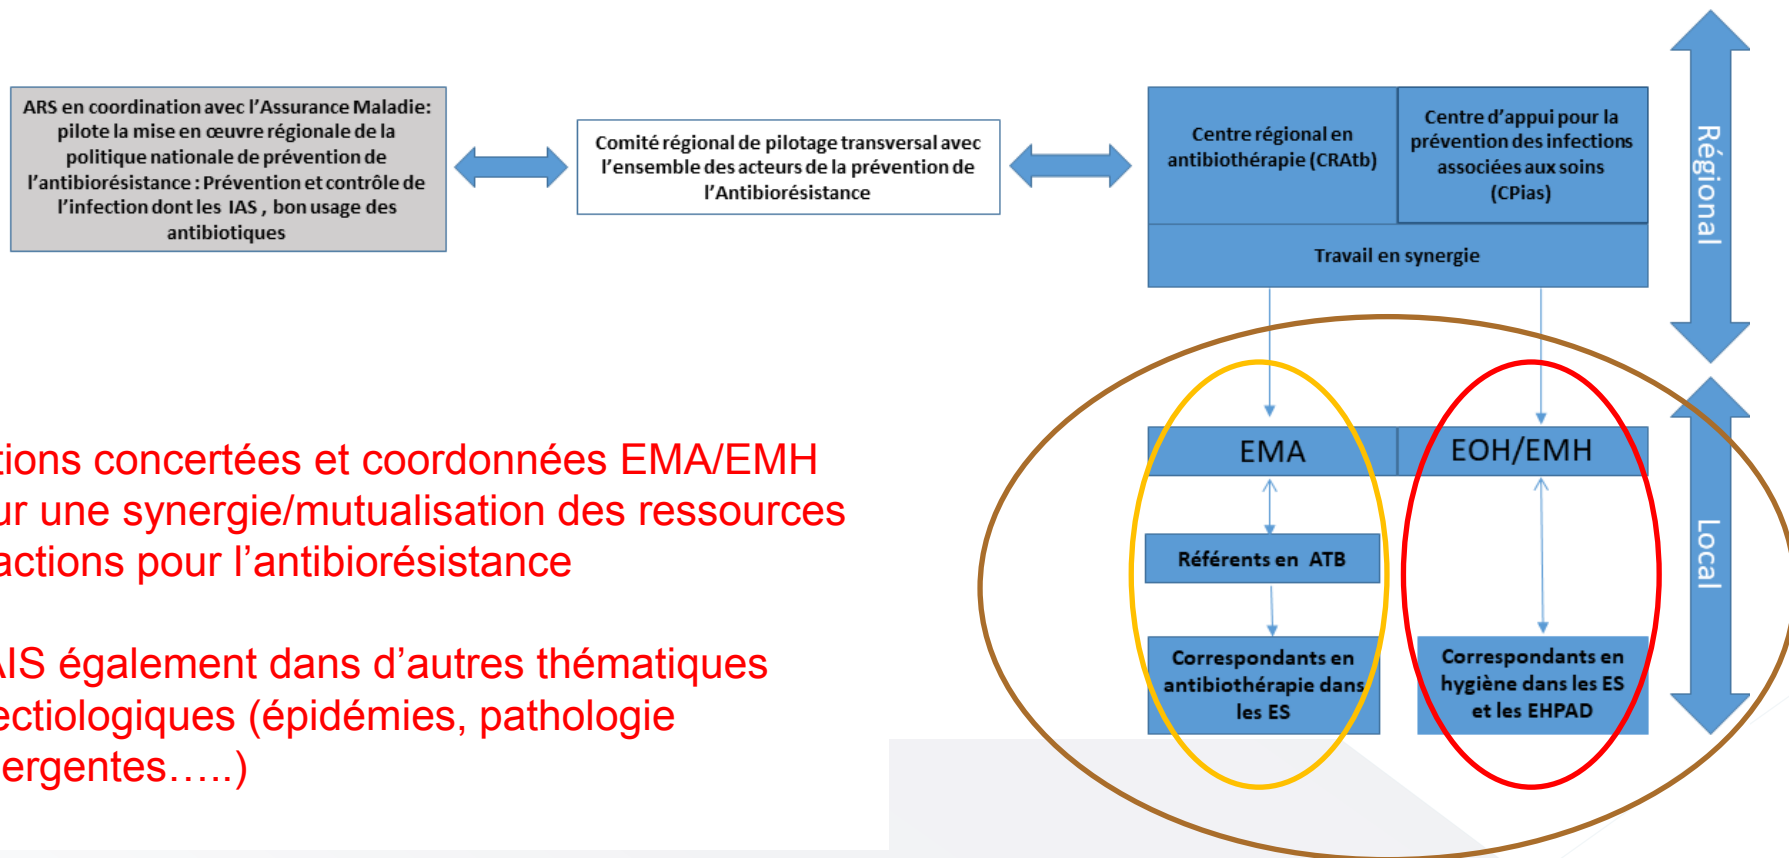 ARS en coordination avec l'Assurance Maladie:
pilote la mise en œuvre régionale de la
politique nationale de prévention de
l'antibiorésistance : Prévention et contrôle de
l'infection dont les IAS , bon usage des
antibiotiques
Comité régional de pilotage transversal avec
l'ensemble des acteurs de la prévention de
l'Antibiorésistance
Centre régional en
antibiothérapie (CRAtb)
Centre d'appui pour la
prévention des infections
associées aux soins
(CPias)
Travail en synergie
Régional
tions concertées et coordonnées EMA/EMH
ur une synergie/mutualisation des ressources
actions pour l'antibiorésistance
AIS également dans d'autres thématiques
ectiologiques (épidémies, pathologie
ergentes…..)
EMA
EOH/EMH
Référents en ATB
Correspondants en
antibiothérapie dans
les ES
Correspondants en
hygiène dans les ES
et les EHPAD
Local